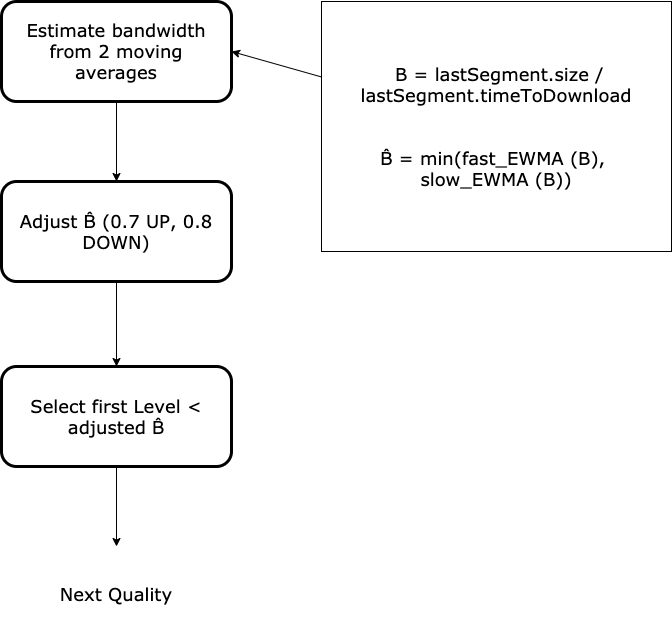 Estimate bandwidth
from 2 moving
averages
B = lastSegment.size /
lastSegment.timeToDownload
B̂ = min(fast_EWMA (B),
slow_EWMA (B))
Adjust B̂ (0.7 UP, 0.8
DOWN)
Select first Level <
adjusted B̂
Next Quality